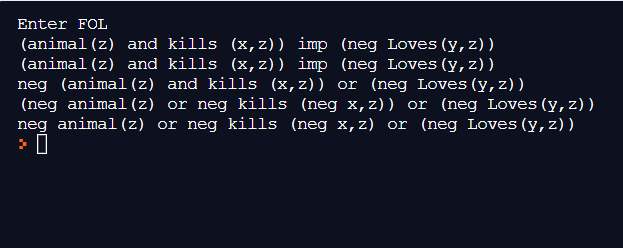 Enter FOL
(animal(z) and kills (x,z)) imp (neg Loves(y,z))
(animal(z) and kills (x,z)) imp (neg Loves(y,z))
neg (animal(z) and kills (x,z)) or (neg Loves(y,z))
(neg animal(z) or neg kills (neg x,z)) or (neg Loves(y,z))
neg animal(z) or neg kills (neg x,z) or (neg Loves(y,z))
>